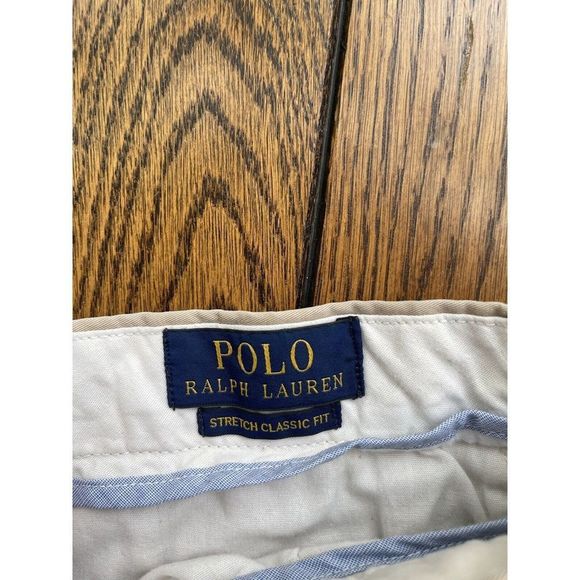 POLO
RALPH LAUREN
STRETCH CLASSIC FIT